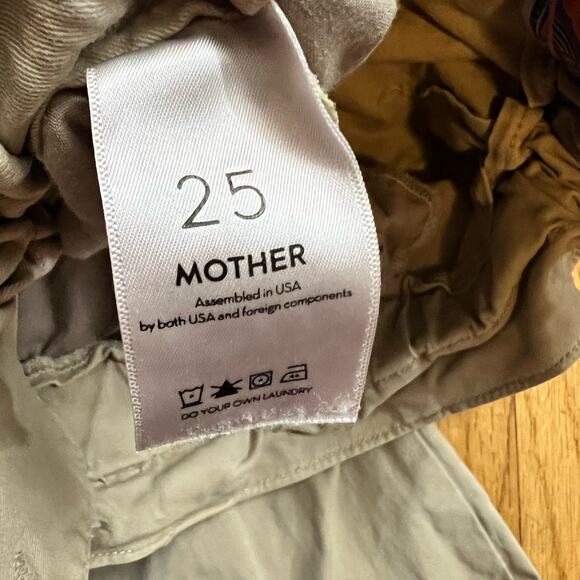 25
MOTHER
Assembled in USA
by both USA and foreign components
DO YOUR OWN LAUNDRY